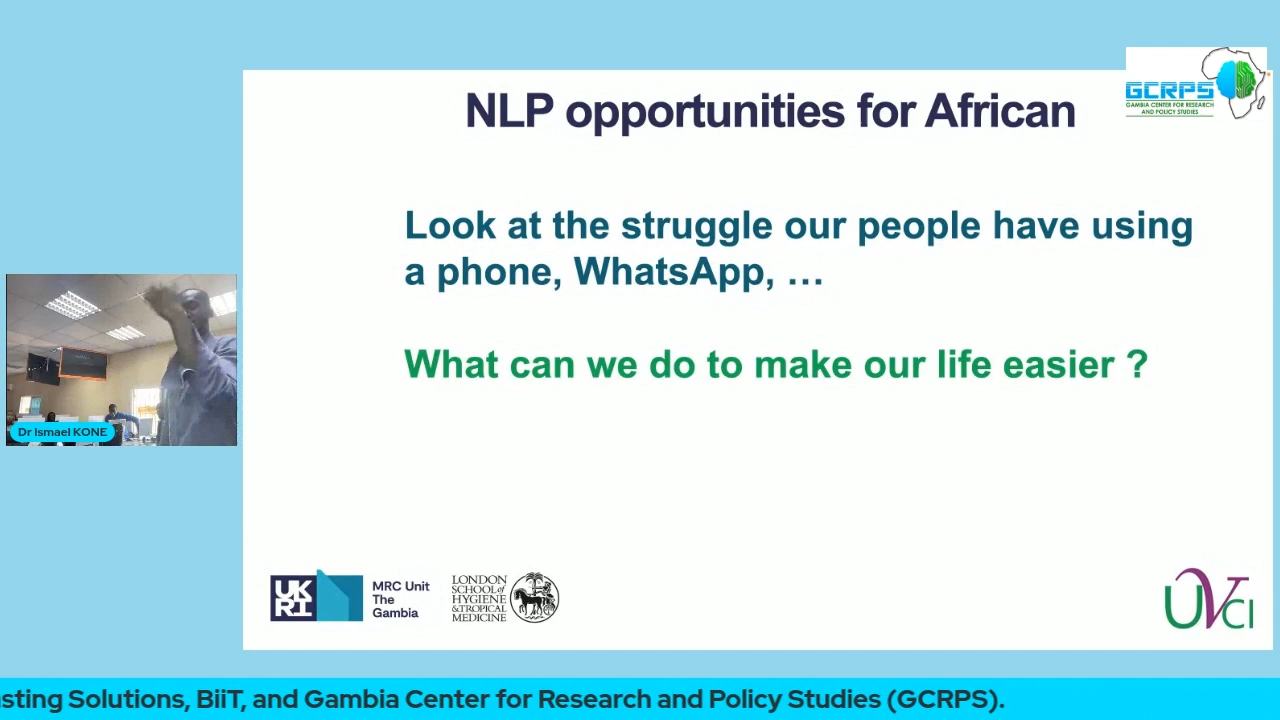 GCRPS
GAMBIA CENTER FOR RESEARCH
AND POLICY STUDIES
NLP opportunities for African
Look at the struggle our people have using
a phone, WhatsApp, …
What can we do to make our life easier ?
Dr Ismael KONE
UK
RI
MRC Unit
The
Gambia
LONDON
SCHOOL of
HYGIENE
& TROPICAL
MEDICINE
UVCI
sting Solutions, BiiT, and Gambia Center for Research and Policy Studies (GCRPS).